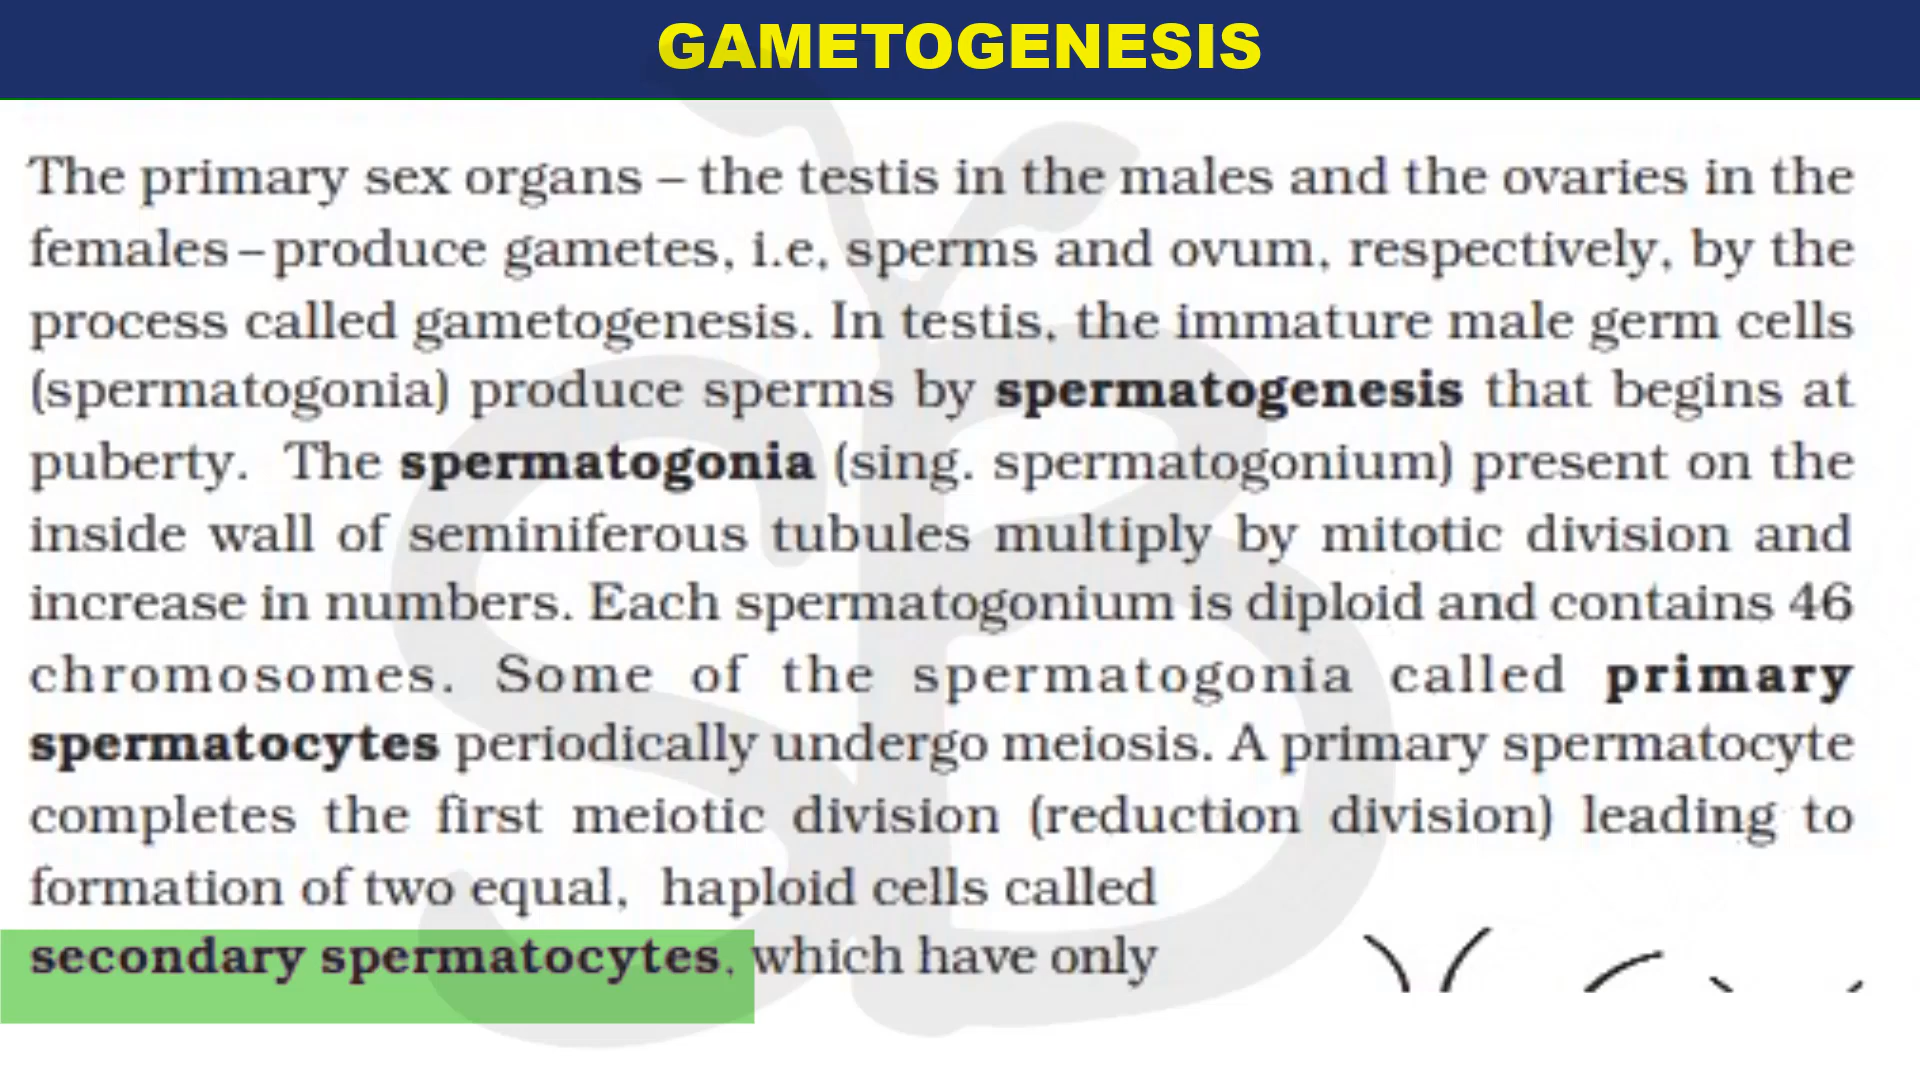 GAMETOGENESIS
The primary sex organs – the testis in the males and the ovaries in the
females – produce gametes, i.e, sperms and ovum, respectively, by the
process called gametogenesis. In testis, the immature male germ cells
(spermatogonia) produce sperms by spermatogenesis that begins at
puberty. The spermatogonia (sing. spermatogonium) present on the
inside wall of seminiferous tubules multiply by mitotic division and
increase in numbers. Each spermatogonium is diploid and contains 46
chromosomes. Some of the spermatogonia called primary
spermatocytes periodically undergo meiosis. A primary spermatocyte
completes the first meiotic division (reduction division) leading to
formation of two equal, haploid cells called
secondary spermatocytes, which have only
SB